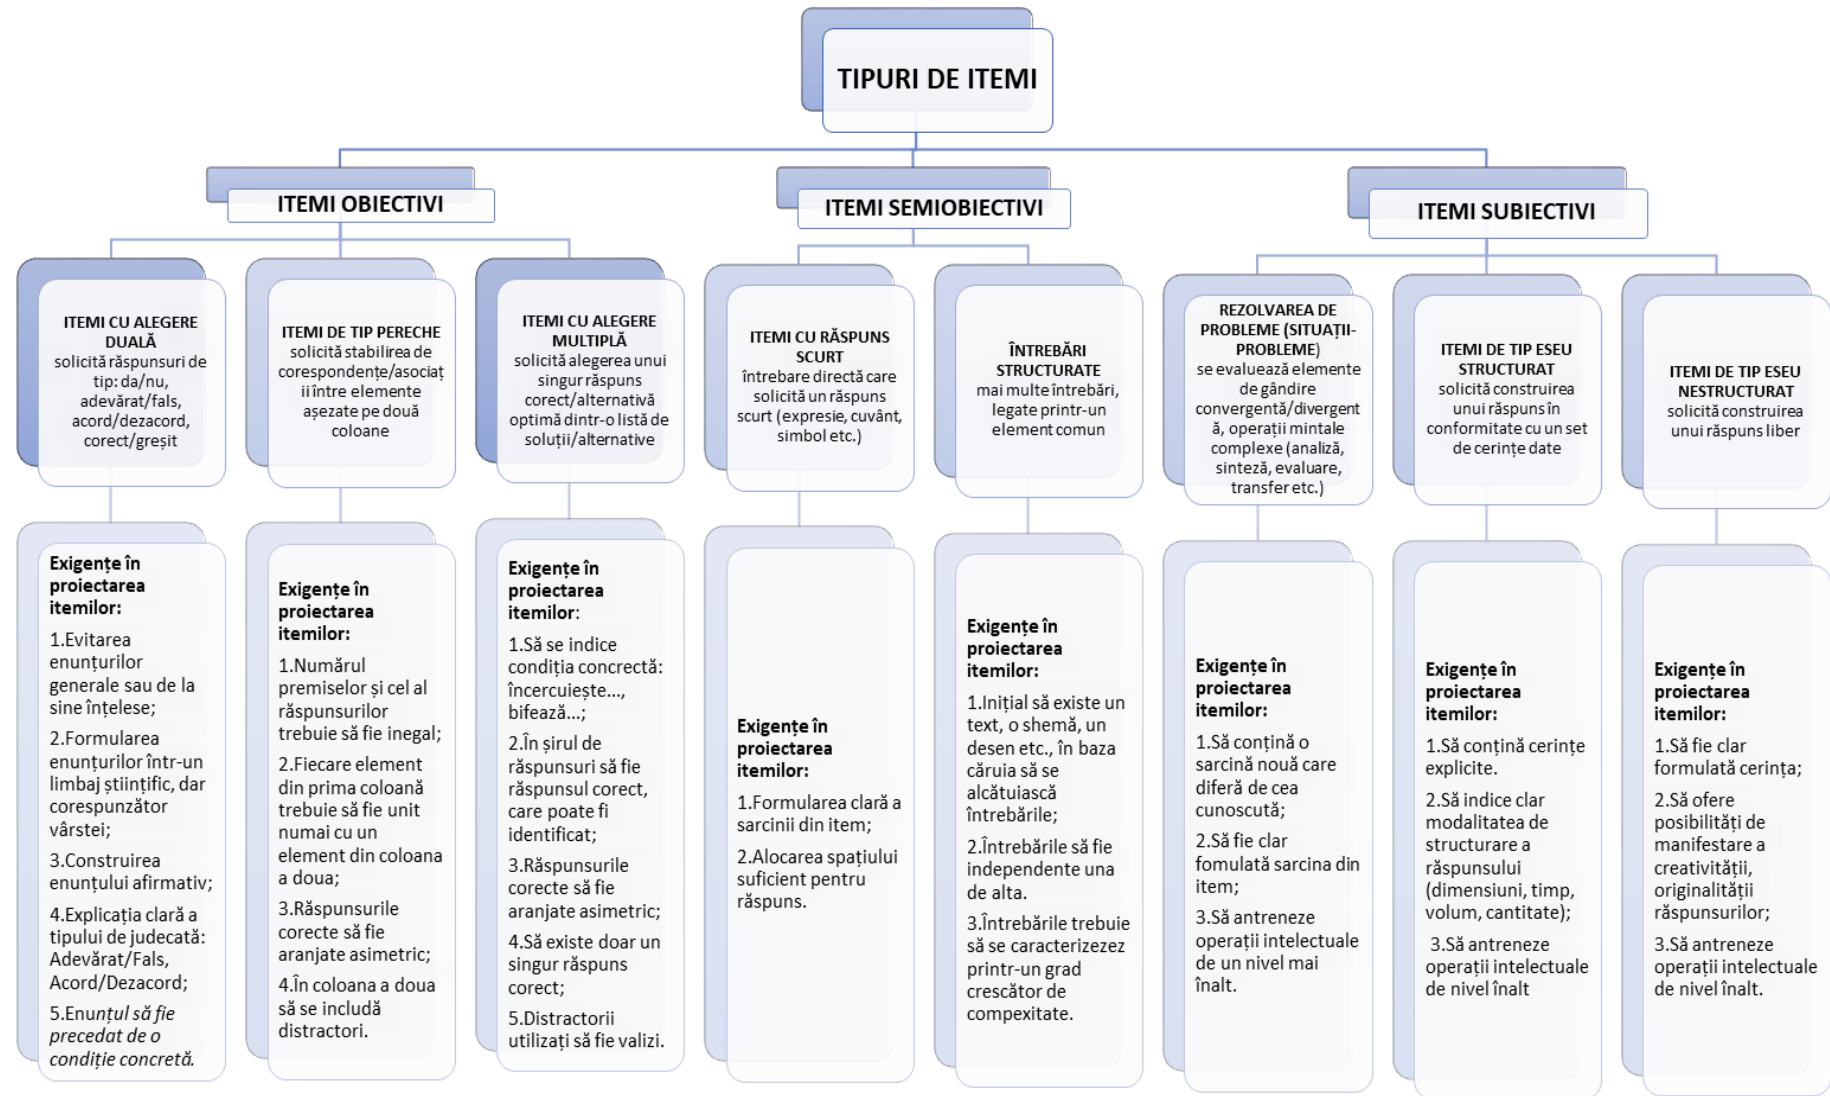 TIPURI DE ITEMI
ITEMI OBIECTIVI
ITEMI SEMIOBIECTIVI
ITEMI SUBIECTIVI
ITEMI CU ALEGERE
DUALĂ
solicită răspunsuri de
tip: da/nu,
adevărat/fals,
acord/dezacord,
corect/greșit
ITEMI DE TIP PERECHE
solicită stabilirea de
corespondențe/asociaț
ii între elemente
așezate pe două
coloane
ITEMI CU ALEGERE
MULTIPLĂ
solicită alegerea unui
singur răspuns
corect/alternativă
optimă dintr-o listă de
soluții/alternative
ITEMI CU RĂSPUNS
SCURT
întrebare directă care
solicită un răspuns
scurt (expresie, cuvânt,
simbol etc.)
ÎNTREBĂRI
STRUCTURATE
mai multe întrebări,
legate printr-un
element comun
REZOLVAREA DE
PROBLEME (SITUAȚII-
PROBLEME)
se evaluează elemente
de gândire
convergentă/divergent
ă, operații mintale
complexe (analiză,
sinteză, evaluare,
transfer etc.)
ITEMI DE TIP ESEU
STRUCTURAT
solicită construirea
unui răspuns în
conformitate cu un set
de cerințe date
ITEMI DE TIP ESEU
NESTRUCTURAT
solicită construirea
unui răspuns liber
Exigențe în
proiectarea
itemilor:
1.Evitarea
enunțurilor
generale sau de la
sine înțelese;
2.Formularea
enunțurilor într-un
limbaj științific, dar
corespunzător
vârstei;
3.Construirea
enunțului afirmativ;
4.Explicația clară a
tipului de judecată:
Adevărat/Fals,
Acord/Dezacord;
5.Enunțul să fie
precedat de o
condiție concretă.
Exigențe în
proiectarea
itemilor:
1.Numărul
premiselor și cel al
răspunsurilor
trebuie să fie inegal;
2.Fiecare element
din prima coloană
trebuie să fie unit
numai cu un
element din coloana
a doua;
3.Răspunsurile
corecte să fie
aranjate asimetric;
4.În coloana a doua
să se includă
distractori.
Exigențe în
proiectarea
itemilor:
1.Să se indice
condiția concrectă:
încercuiește...,
bifează...;
2.În șirul de
răspunsuri să fie
răspunsul corect,
care poate fi
identificat;
3.Răspunsurile
corecte să fie
aranjate asimetric;
4.Să existe doar un
singur răspuns
corect;
5.Distractorii
utilizați să fie valizi.
Exigențe în
proiectarea
itemilor:
1.Formularea clară a
sarcinii din item;
2.Alocarea spațiului
suficient pentru
răspuns.
Exigențe în
proiectarea
itemilor:
1.Inițial să existe un
text, o shemă, un
desen etc., în baza
căruia să se
alcătuiască
întrebările;
2.Întrebările să fie
independente una
de alta.
3.Întrebările trebuie
să se caracterizezez
printr-un grad
crescător de
compexitate.
Exigențe în
proiectarea
itemilor:
1.Să conțină o
sarcină nouă care
diferă de cea
cunoscută;
2.Să fie clar
fomulată sarcina din
item;
3.Să antreneze
operații intelectuale
de un nivel mai
înalt.
Exigențe în
proiectarea
itemilor:
1.Să conțină cerințe
explicite.
2.Să indice clar
modalitatea de
structurare a
răspunsului
(dimensiuni, timp,
volum, cantitate);
3.Să antreneze
operații intelectuale
de nivel înalt
Exigențe în
proiectarea
itemilor:
1.Să fie clar
formulată cerința;
2.Să ofere
posibilități de
manifestare a
creativității,
originalității
răspunsurilor;
3.Să antreneze
operații intelectuale
de nivel înalt.